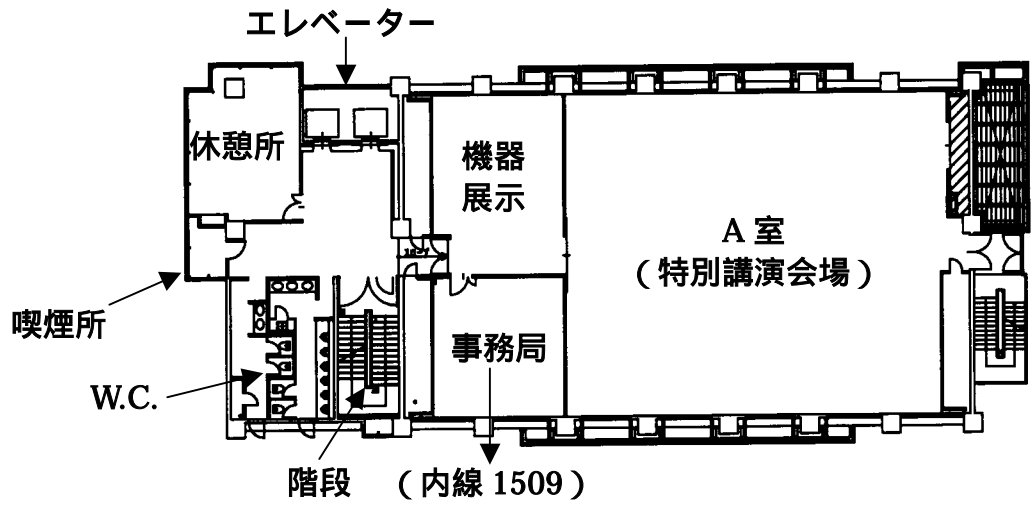 エレベーター
休憩所
機器
展示
A 室
(特別講演会場)
喫煙所
事務局
W.C.
階段
(内線 1509)